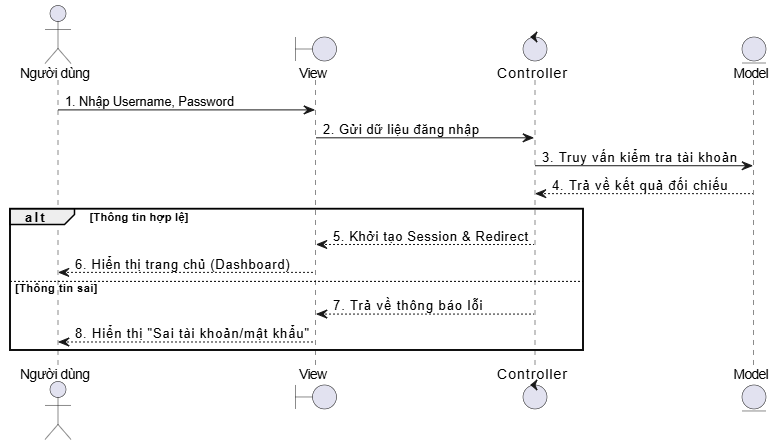 Người dùng
View
Controller
Model
1. Nhập Username, Password
2. Gửi dữ liệu đăng nhập
3. Truy vấn kiểm tra tài khoản
4. Trả về kết quả đối chiếu
alt [Thông tin hợp lệ]
5. Khởi tạo Session & Redirect
6. Hiển thị trang chủ (Dashboard)
[Thông tin sai]
7. Trả về thông báo lỗi
8. Hiển thị "Sai tài khoản/mật khẩu"
Người dùng
View
Controller
Model